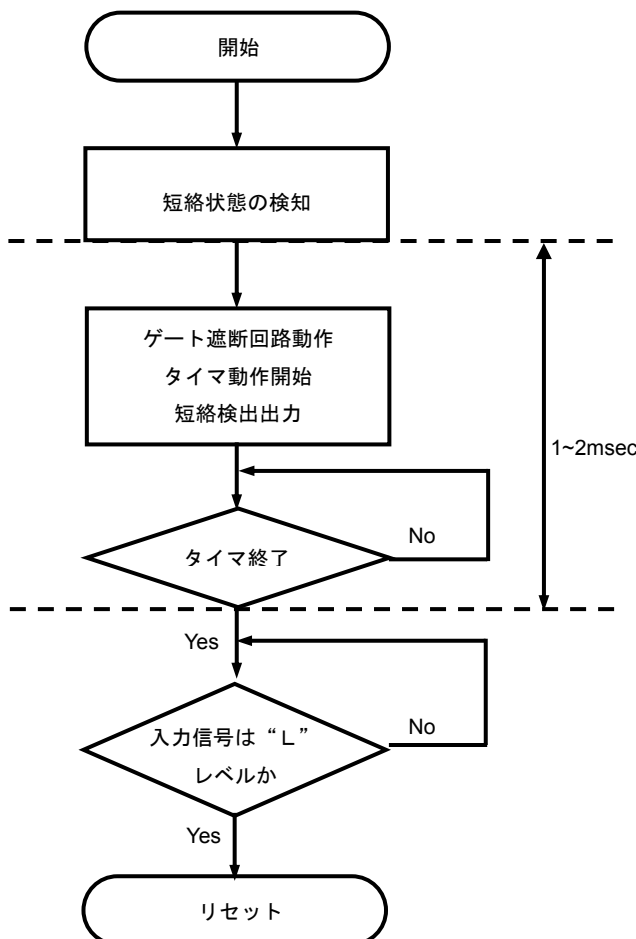 開始
短絡状態の検知
ゲート遮断回路動作
タイマ動作開始
短絡検出出力
1~2msec
No
タイマ終了
Yes
No
入力信号は“L”
レベルか
Yes
リセット